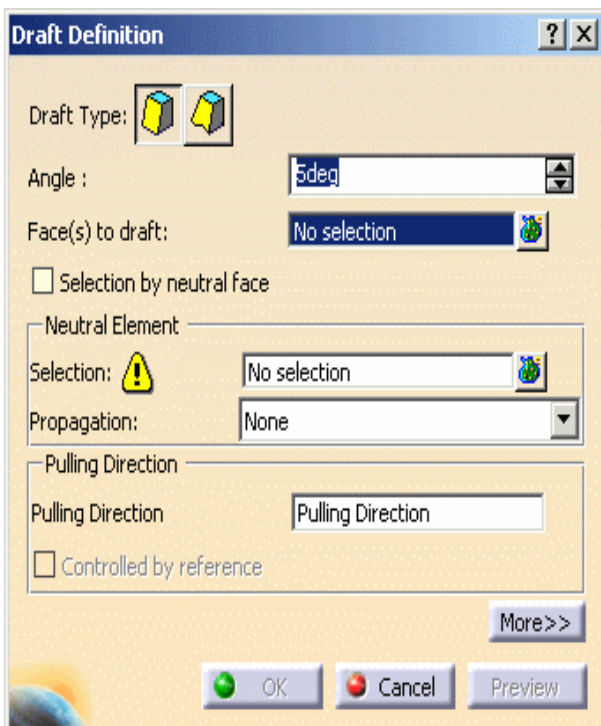 Draft Definition
Draft Type:
Angle : 5deg
Face(s) to draft: No selection
Selection by neutral face
Neutral Element
Selection: No selection
Propagation: None
Pulling Direction
Pulling Direction Pulling Direction
Controlled by reference
More>>
OK Cancel Preview